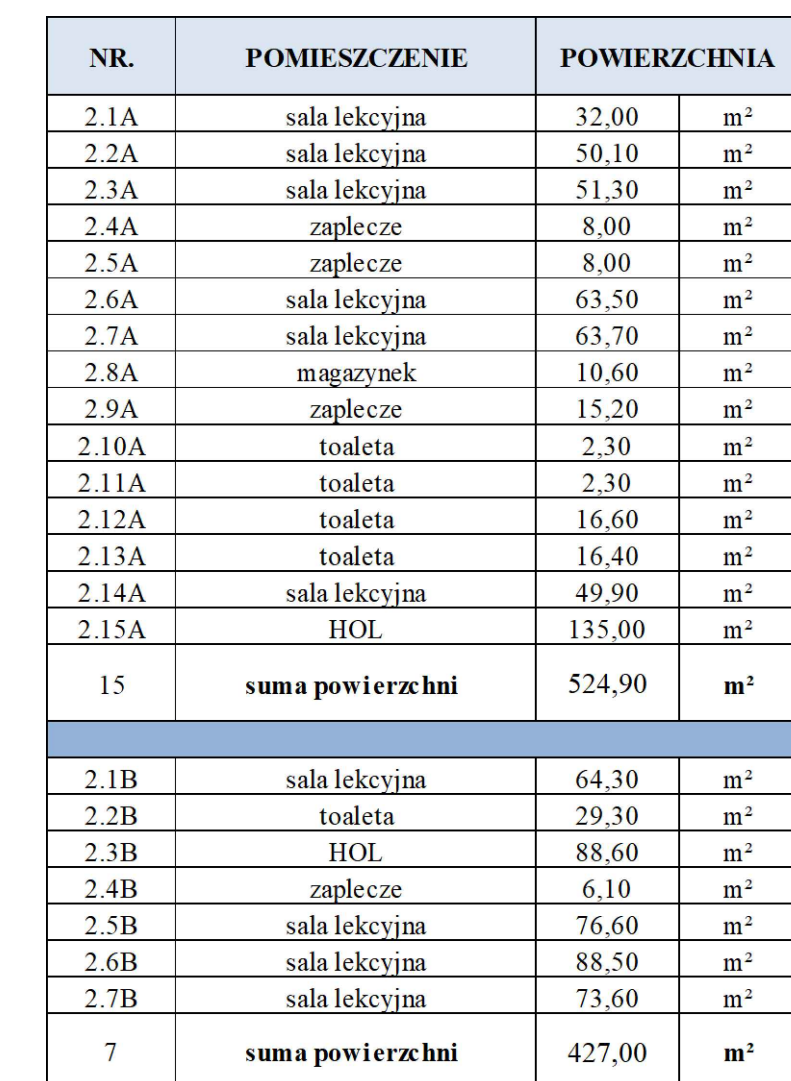 NR. POMIESZCZENIE POWIERZCHNIA
2.1A sala lekcyjna 32,00 m²
2.2A sala lekcyjna 50,10 m²
2.3A sala lekcyjna 51,30 m²
2.4A zaplecze 8,00 m²
2.5A zaplecze 8,00 m²
2.6A sala lekcyjna 63,50 m²
2.7A sala lekcyjna 63,70 m²
2.8A magazynek 10,60 m²
2.9A zaplecze 15,20 m²
2.10A toaleta 2,30 m²
2.11A toaleta 2,30 m²
2.12A toaleta 16,60 m²
2.13A toaleta 16,40 m²
2.14A sala lekcyjna 49,90 m²
2.15A HOL 135,00 m²
15 suma powierzchni 524,90 m²
2.1B sala lekcyjna 64,30 m²
2.2B toaleta 29,30 m²
2.3B HOL 88,60 m²
2.4B zaplecze 6,10 m²
2.5B sala lekcyjna 76,60 m²
2.6B sala lekcyjna 88,50 m²
2.7B sala lekcyjna 73,60 m²
7 suma powierzchni 427,00 m²